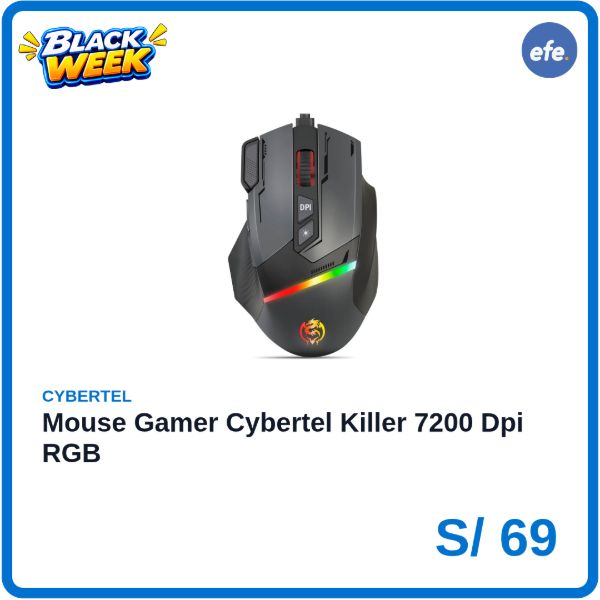 BLACK
WEEK
efe.
DPI
CYBERTEL
Mouse Gamer Cybertel Killer 7200 Dpi
RGB
S/ 69